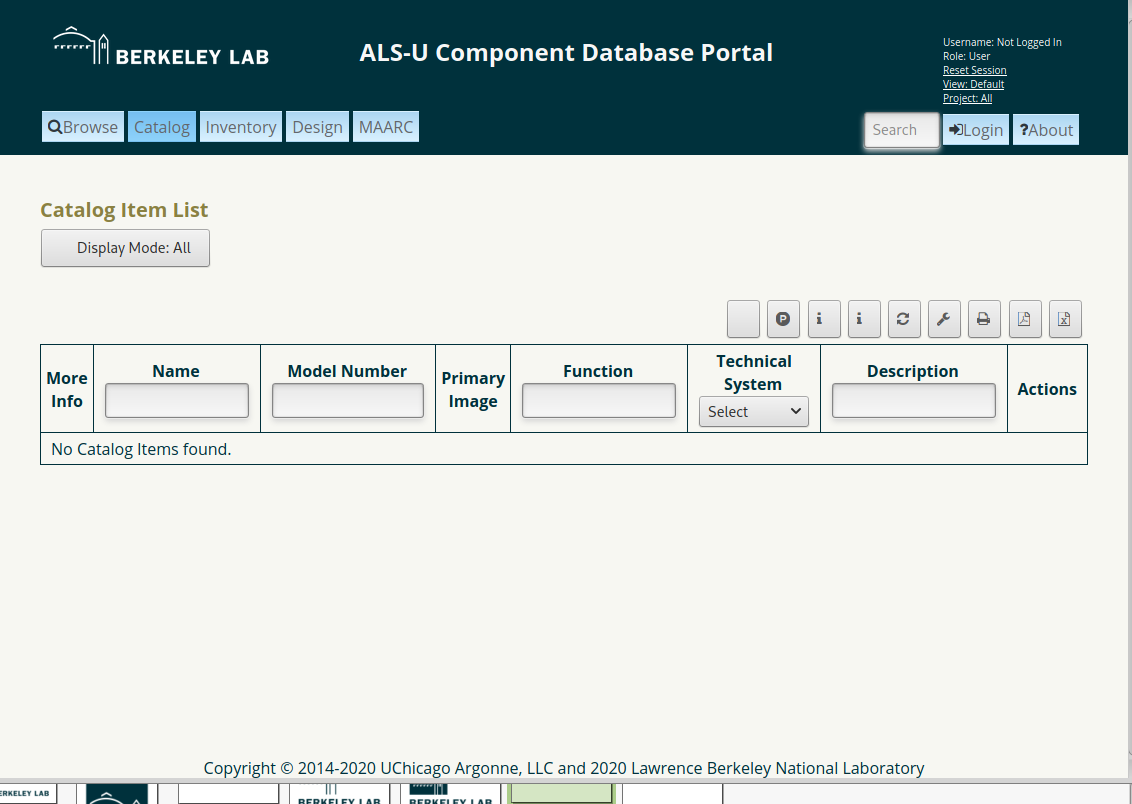 BERKELEY LAB
ALS-U Component Database Portal
Username: Not Logged In
Role: User
Reset Session
View: Default
Project: All
Browse Catalog Inventory Design MAARC
Search Login ?About
Catalog Item List
Display Mode: All
P i i
More Info
Name
Model Number
Primary Image
Function
Technical System
Select
Description
Actions
No Catalog Items found.
Copyright © 2014-2020 UChicago Argonne, LLC and 2020 Lawrence Berkeley National Laboratory
ERKELEY LAB
BERKELEY LAB
BERKELEY LAB